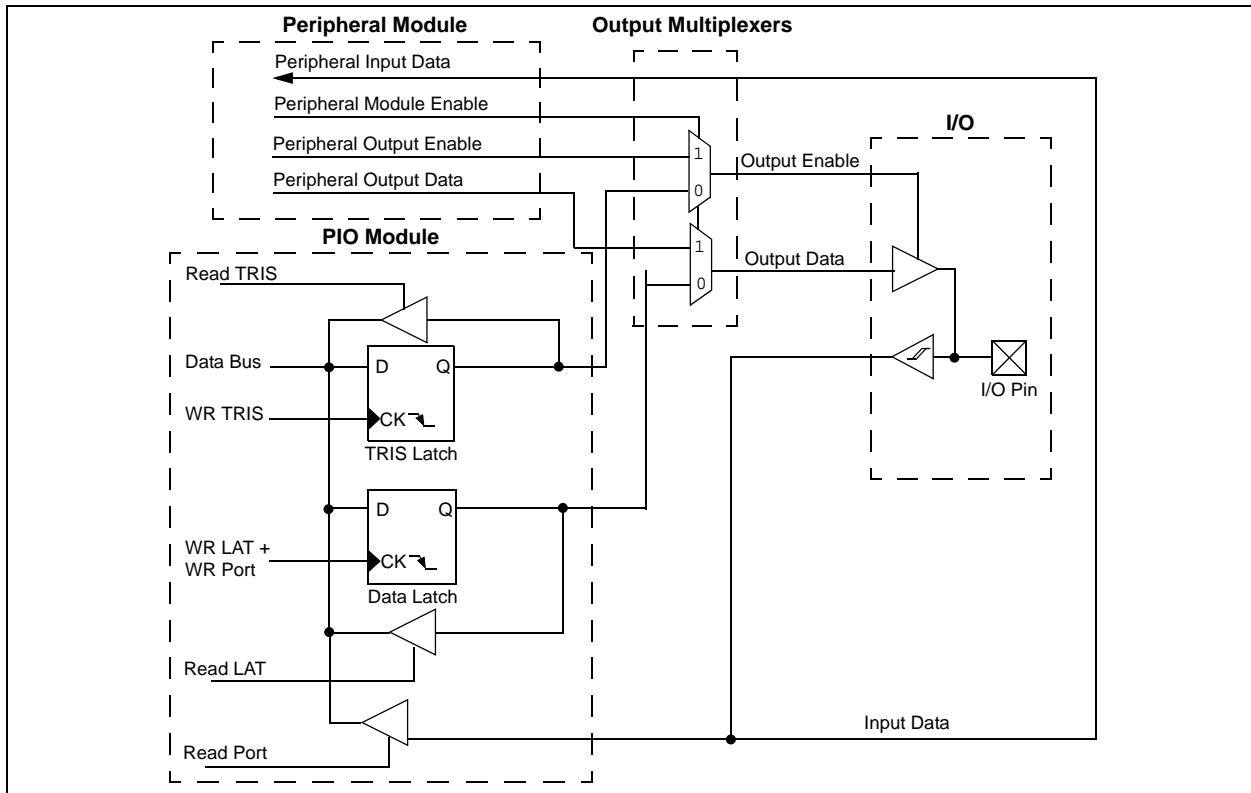 Peripheral Module
Output Multiplexers
Peripheral Input Data
Peripheral Module Enable
I/O
Peripheral Output Enable
1
Output Enable
Peripheral Output Data
0
PIO Module
1
Read TRIS
Output Data
0
Data Bus
D
Q
I/O Pin
WR TRIS
CK
TRIS Latch
D
Q
WR LAT +
WR Port
CK
Data Latch
Read LAT
Input Data
Read Port